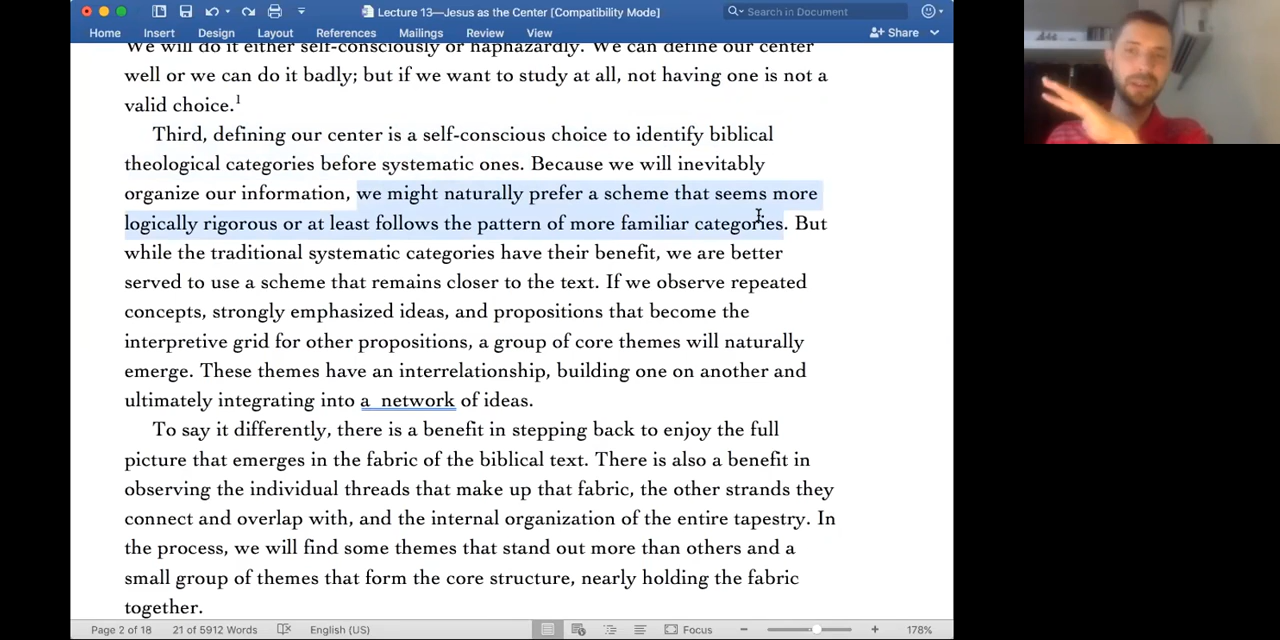 Lecture 13—Jesus as the Center [Compatibility Mode]
Search in Document
Home Insert Design Layout References Mailings Review View Share
We will do it either self-consciously or haphazardly. We can define our center
well or we can do it badly; but if we want to study at all, not having one is not a
valid choice.1
Third, defining our center is a self-conscious choice to identify biblical
theological categories before systematic ones. Because we will inevitably
organize our information, we might naturally prefer a scheme that seems more
logically rigorous or at least follows the pattern of more familiar categories. But
while the traditional systematic categories have their benefit, we are better
served to use a scheme that remains closer to the text. If we observe repeated
concepts, strongly emphasized ideas, and propositions that become the
interpretive grid for other propositions, a group of core themes will naturally
emerge. These themes have an interrelationship, building one on another and
ultimately integrating into a network of ideas.
To say it differently, there is a benefit in stepping back to enjoy the full
picture that emerges in the fabric of the biblical text. There is also a benefit in
observing the individual threads that make up that fabric, the other strands they
connect and overlap with, and the internal organization of the entire tapestry. In
the process, we will find some themes that stand out more than others and a
small group of themes that form the core structure, nearly holding the fabric
together.
Page 2 of 18 21 of 5912 Words English (US) Focus 178%